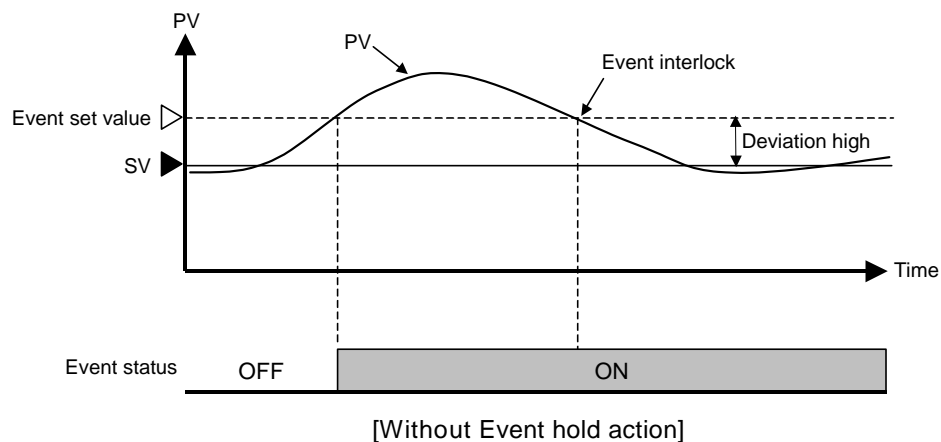 PV
PV
Event interlock
Event set value
Deviation high
SV
Time
Event status
OFF
ON
[Without Event hold action]